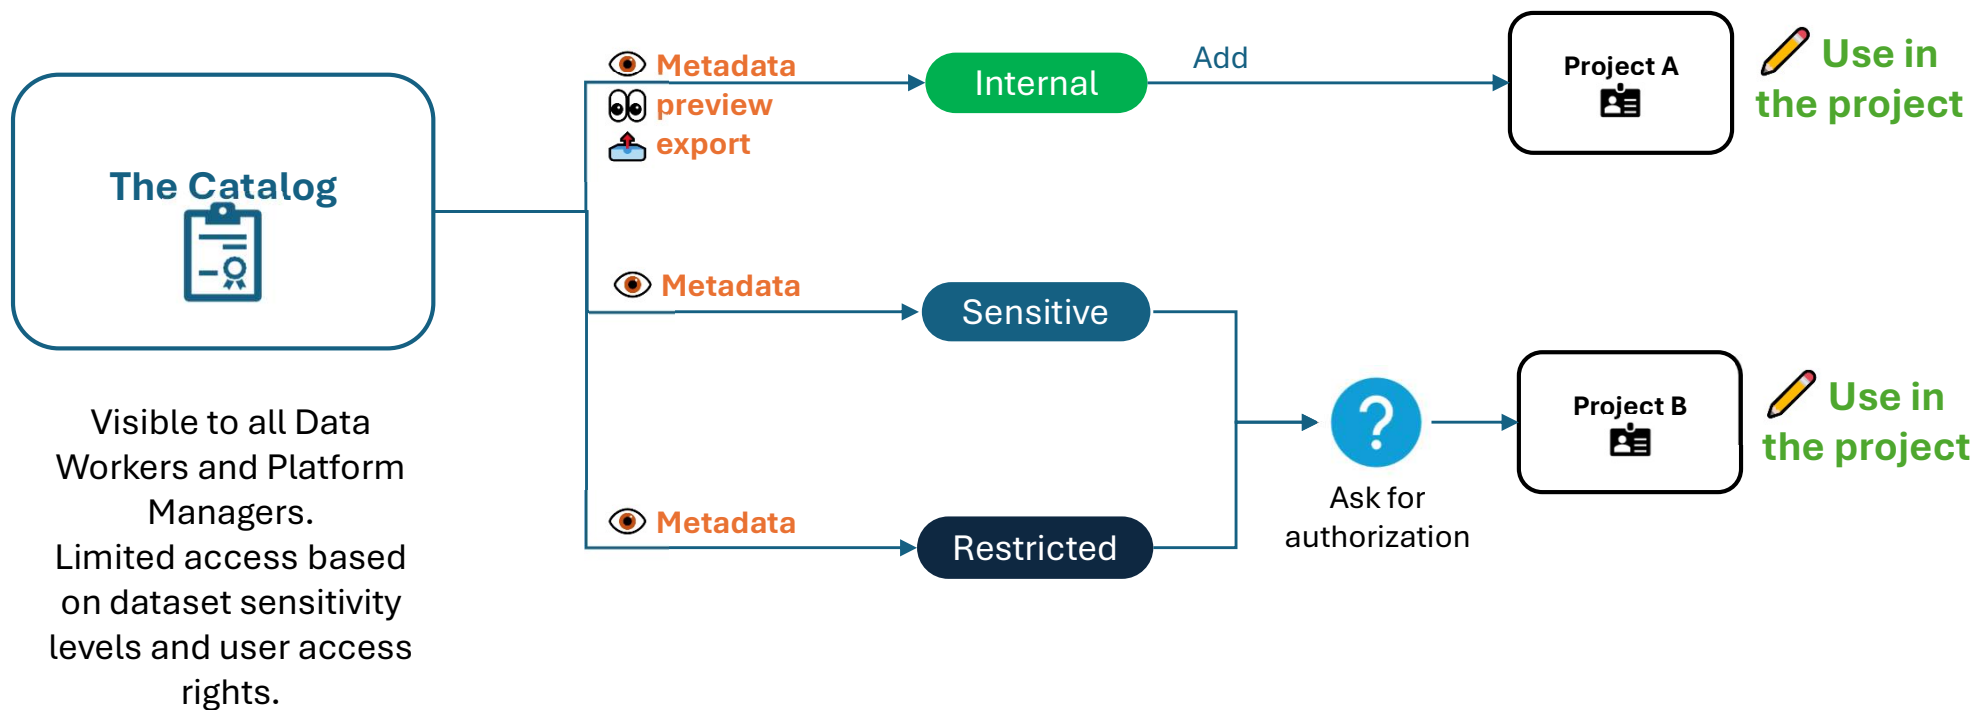 The Catalog
Visible to all Data
Workers and Platform
Managers.
Limited access based
on dataset sensitivity
levels and user access
rights.
Metadata
preview
export
Internal
Add
Project A
Use in
the project
Metadata
Sensitive
Metadata
Restricted
?
Ask for
authorization
Project B
Use in
the project